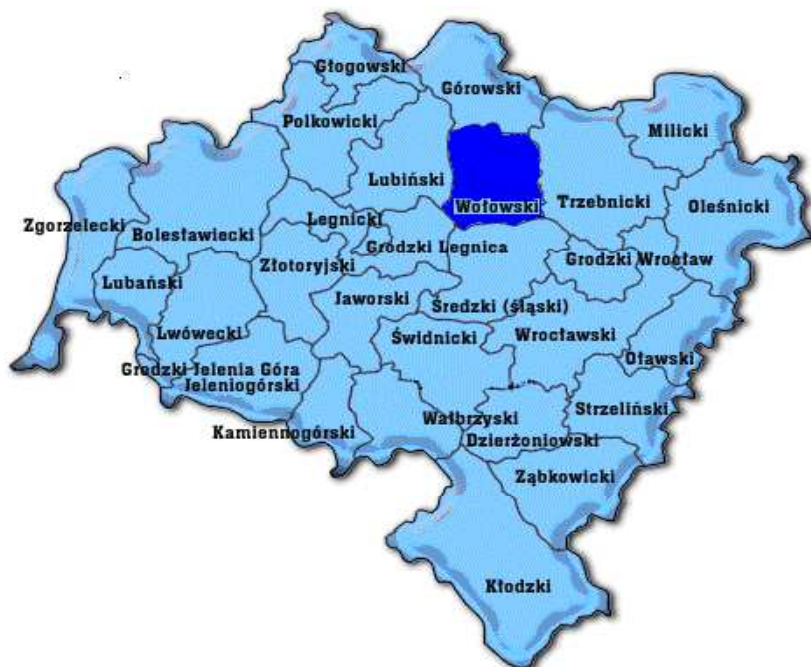 Głogowski
Górowski
Polkowicki
Milicki
Lubiński
Wołowski
Trzebnicki
Oleśnicki
Zgorzelecki
Bolesławiecki
Legnicki
Grodzki Legnica
Złotoryjski
Grodzki Wrocław
Lubański
Jaworski
Średzki (śląski)
Lwówecki
Świdnicki
Wrocławski
Oławski
Grodzki Jelenia Góra
Jeleniogórski
Strzeliński
Kamiennogórski
Wałbrzyski
Dzierżoniowski
Ząbkowicki
Kłodzki